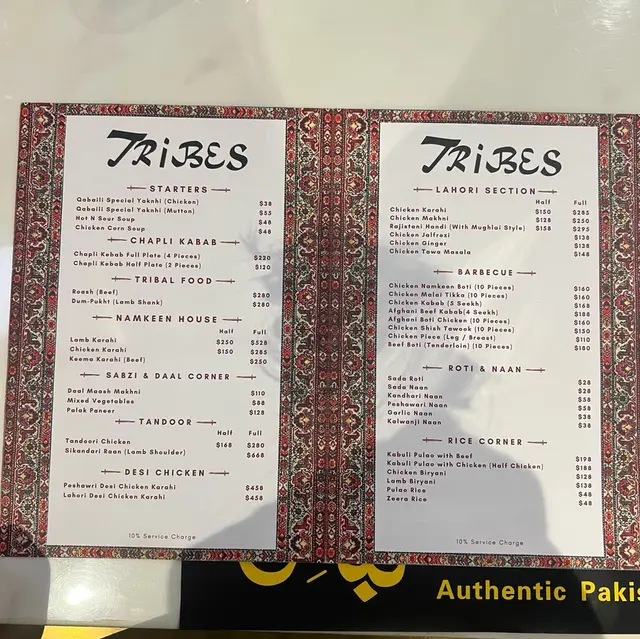 TRiBES
STARTERS
Qabaili Special Yakhi (Chicken) $38
Qabaili Special Yakhi (Mutton) $55
Hot N Sour Soup $48
Chicken Corn Soup $48
CHAPLI KABAB
Chapli Kebab Full Plate (4 Pieces) $220
Chapli Kebab Half Plate (2 Pieces) $120
TRIBAL FOOD
Roash (Beef) $280
Dum-Pukht (Lamb Shank) $280
NAMKEEN HOUSE
Half Full
Lamb Karahi $250 $528
Chicken Karahi $150 $285
Keema Karahi (Beef) $250
SABZI & DAAL CORNER
Daal Maash Makhni $110
Mixed Vegetables $88
Palak Paneer $128
TANDOOR
Half Full
Tandoori Chicken $168 $280
Sikandari Raan (Lamb Shoulder) $668
DESI CHICKEN
Peshwari Desi Chicken Karahi $458
Lahori Desi Chicken Karahi $458
10% Service Charge
TRiBES
LAHORI SECTION
Half Full
Chicken Karahi $150 $285
Chicken Makhni $128 $250
Rajistani Handi (With Mughlai Style) $158 $295
Chicken Jalfrezi $138
Chicken Ginger $138
Chicken Tawa Masala $148
BARBECUE
Chicken Namkeen Boti (10 Pieces) $160
Chicken Malai Tikka (10 Pieces) $160
Chicken Kabab (5 Seekh) $168
Afghani Beef Kabab(4 Seekh) $188
Afghani Boti Chicken (10 Pieces) $160
Chicken Shish Tawook (10 Pieces) $150
Chicken Piece (Leg / Breast) $110
Beef Boti (Tenderloin) (10 Pieces) $180
ROTI & NAAN
Sada Roti $28
Sada Naan $28
Kandhari Naan $58
Peshawari Naan $58
Garlic Naan $38
Kalwanji Naan $38
RICE CORNER
Kabuli Pulao with Beef $198
Kabuli Pulao with Chicken (Half Chicken) $188
Chicken Biryani $128
Lamb Biryani $138
Pulao Rice $48
Zeera Rice $48
10% Service Charge
Authentic Pakis